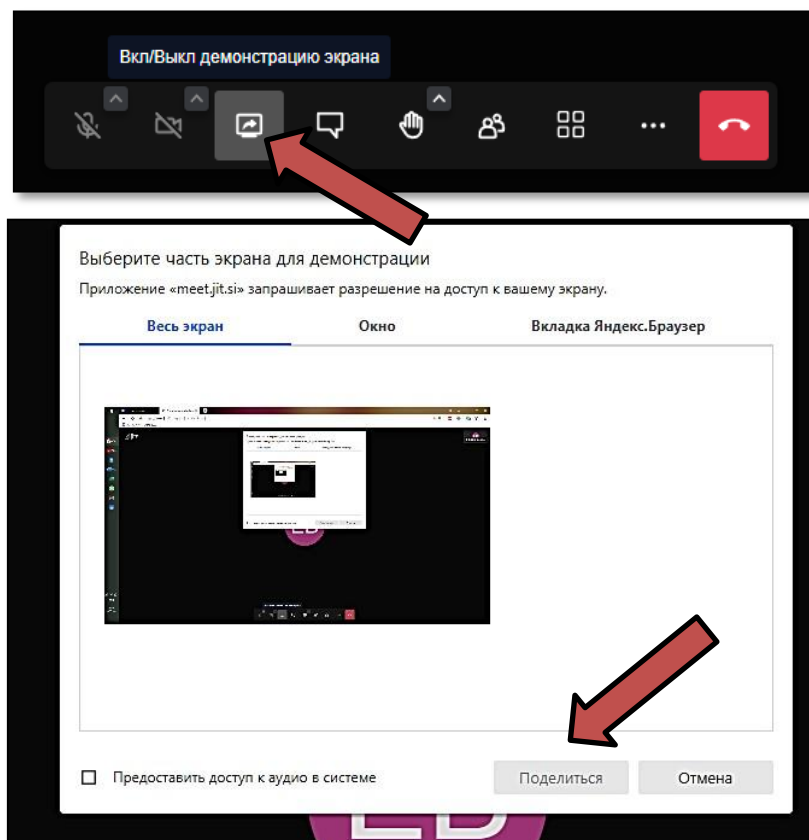 Вкл/Выкл демонстрацию экрана
Выберите часть экрана для демонстрации
Приложение «meet.jit.si» запрашивает разрешение на доступ к вашему экрану.
Весь экран Окно Вкладка Яндекс.Браузер
Предоставить доступ к аудио в системе Поделиться Отмена